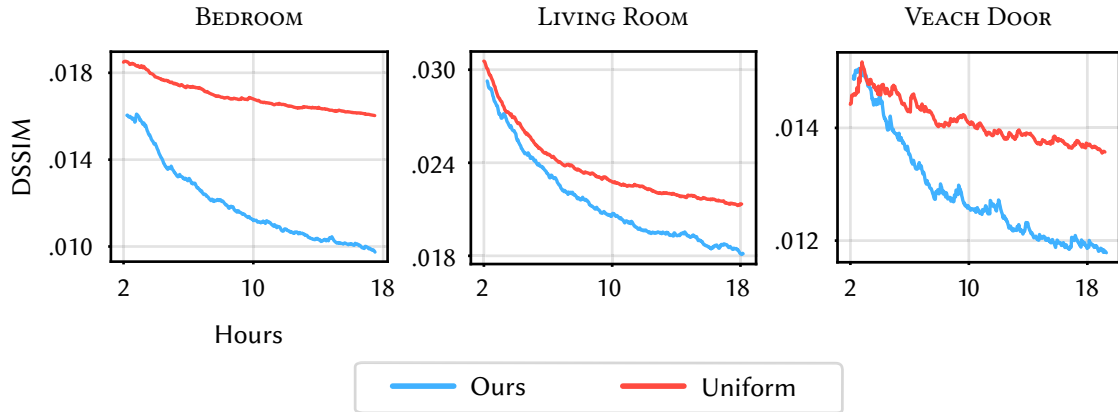 BEDROOM
LIVING ROOM
VEACH DOOR
DSSIM
.018
.014
.010
2
10
18
.030
.024
.018
2
10
18
.014
.012
2
10
18
Hours
Ours
Uniform